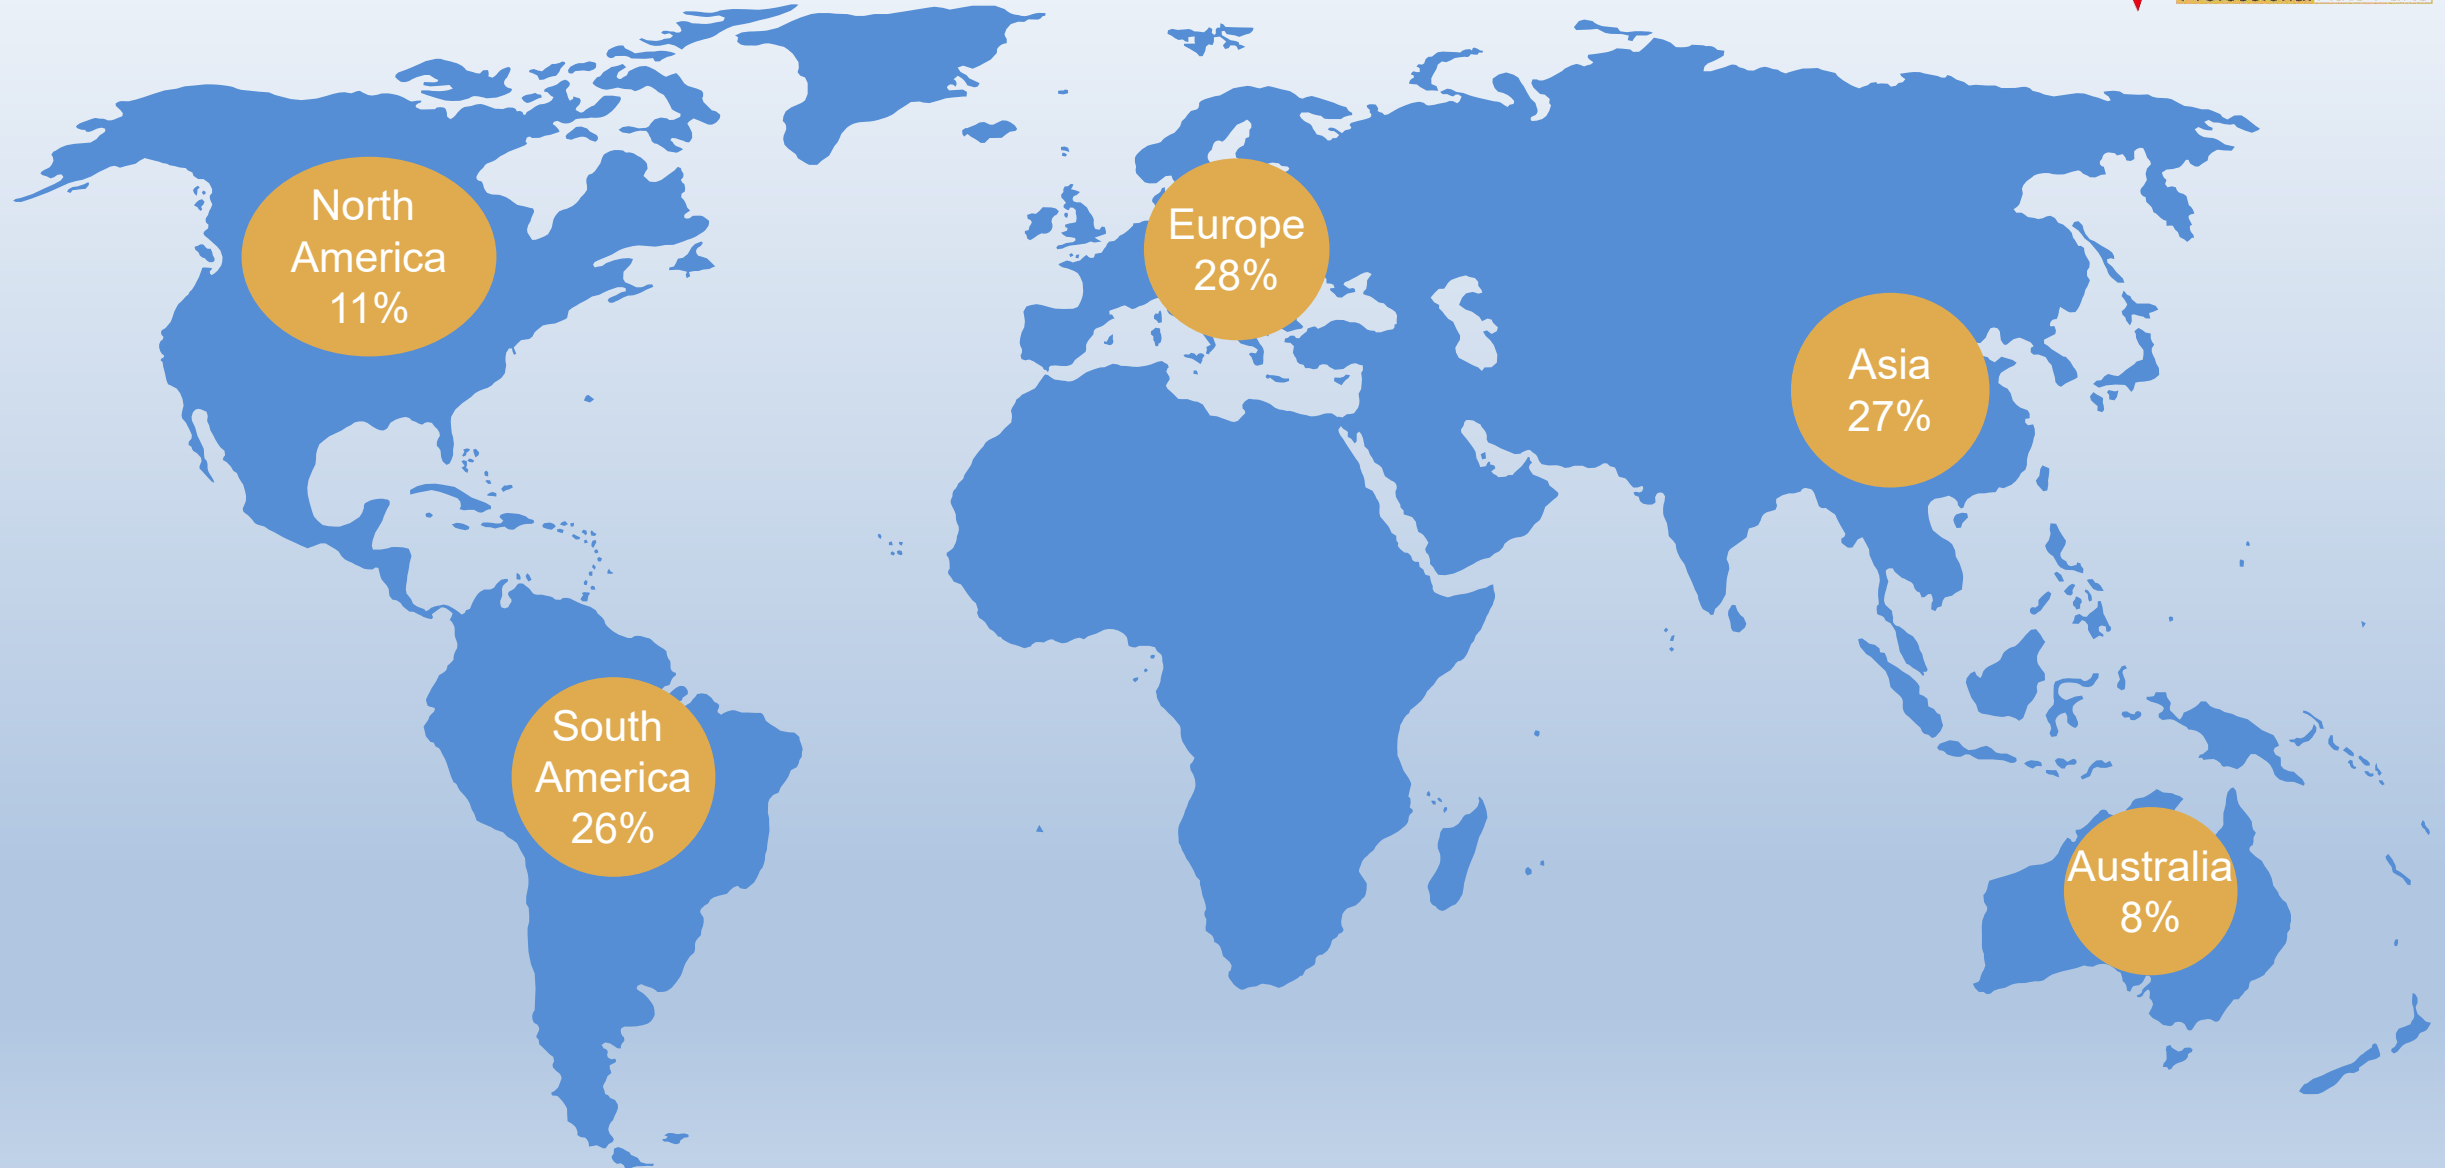 North
America
11%
Europe
28%
Asia
27%
South
America
26%
Australia
8%